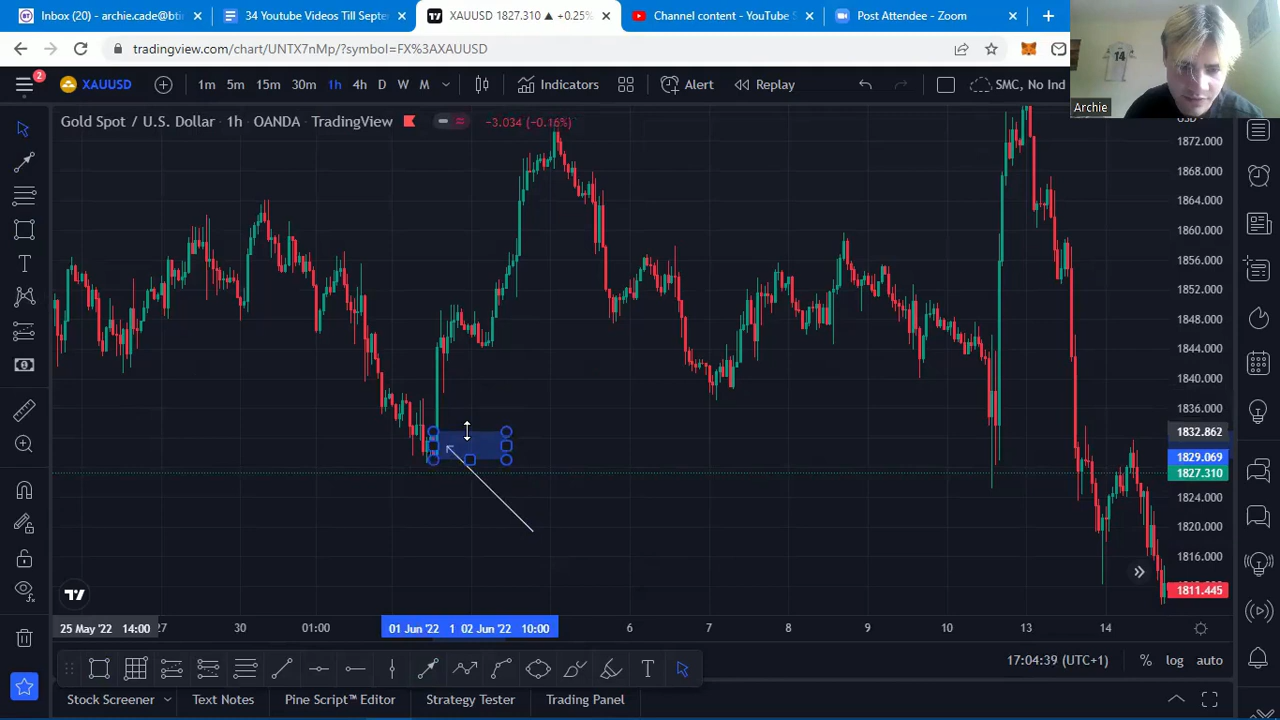 Inbox (20) - archie.cade@bti
34 Youtube Videos Till Septe
XAUUSD 1827.310 ▲ +0.25%
Channel content - YouTube S
Post Attendee - Zoom
tradingview.com/chart/UNTX7nMp/?symbol=FX%3AXAUUSD
2
XAUUSD
1m 5m 15m 30m 1h 4h D W M
Indicators
Alert
Replay
SMC, No Ind
14
Archie
Gold Spot / U.S. Dollar · 1h · OANDA · TradingView
−3.034 (−0.16%)
1872.000
1868.000
1864.000
1860.000
1856.000
1852.000
1848.000
1844.000
1840.000
1836.000
1832.862
1829.069
1827.310
1824.000
1820.000
1816.000
1811.445
25 May '22 14:00 27 30 01:00 01 Jun '22 1 02 Jun '22 10:00 6 7 8 9 10 13 14
17:04:39 (UTC+1) % log auto
Stock Screener Text Notes Pine Script™ Editor Strategy Tester Trading Panel